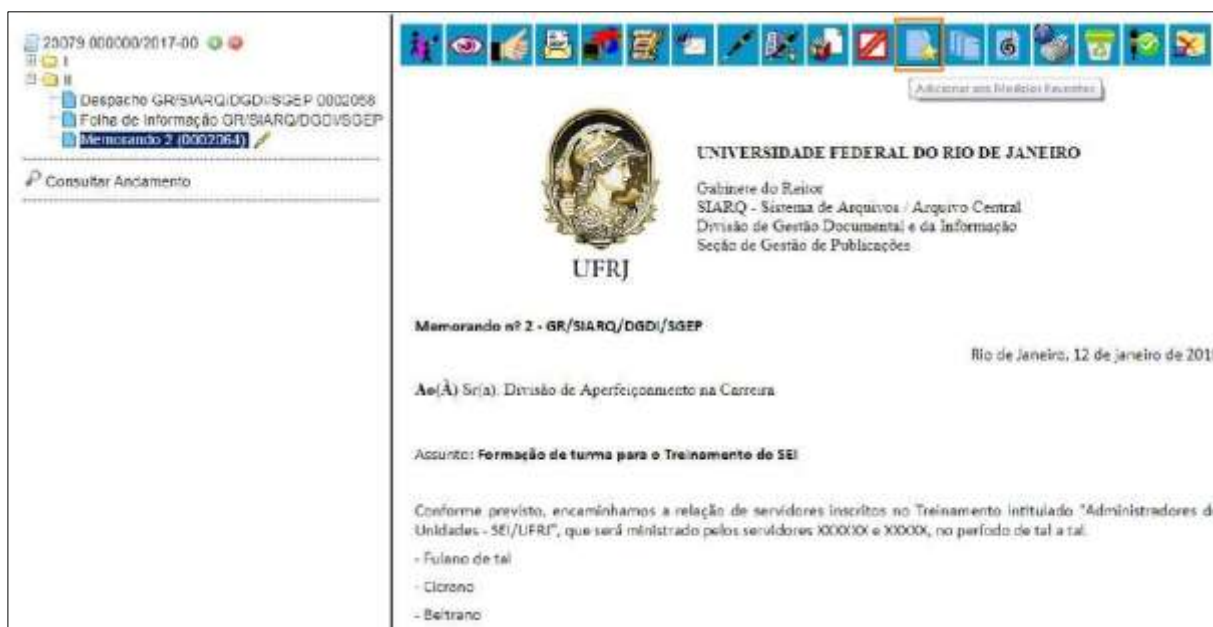 23079.000000/2017-00
I
II
Despacho GR/SIARQ/DGDI/SGEP 0002058
Folha de Informação GR/SIARQ/DGDI/SGEP
Memorando 2 (0002064)
Consultar Andamento
Adicionar aos Modelos Favoritos
UNIVERSIDADE FEDERAL DO RIO DE JANEIRO
Gabinete do Reitor
SIARQ - Sistema de Arquivos / Arquivo Central
Divisão de Gestão Documental e da Informação
Seção de Gestão de Publicações
UFRJ
Memorando nº 2 - GR/SIARQ/DGDI/SGEP
Rio de Janeiro, 12 de janeiro de 201
Ao(À) Sr(a). Divisão de Aperfeiçoamento na Carreira
Assunto: Formação de turma para o Treinamento do SEI
Conforme previsto, encaminhamos a relação de servidores inscritos no Treinamento intitulado "Administradores d
Unidades - SEI/UFRJ", que será ministrado pelos servidores XXXXXX e XXXXX, no período de tal a tal.
- Fulano de tal
- Cicrano
- Beltrano